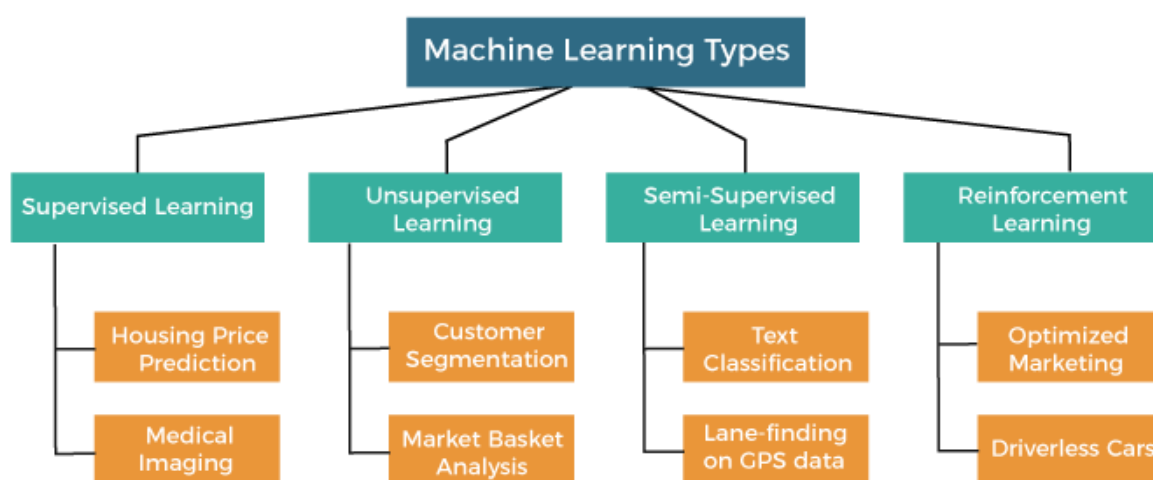 Machine Learning Types
Supervised Learning
Unsupervised
Learning
Semi-Supervised
Learning
Reinforcement
Learning
Housing Price
Prediction
Customer
Segmentation
Text
Classification
Optimized
Marketing
Medical
Imaging
Market Basket
Analysis
Lane-finding
on GPS data
Driverless Cars